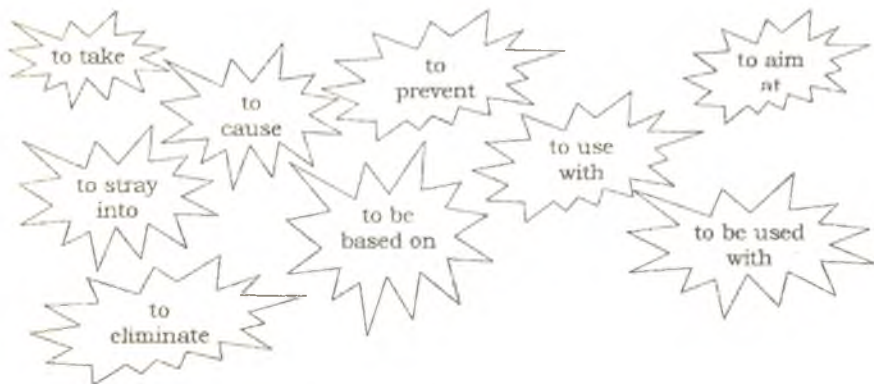 to take
to
cause
to
prevent
to aim
at
to stray
into
to be
based on
to use
with
to be used
with
to
eliminate